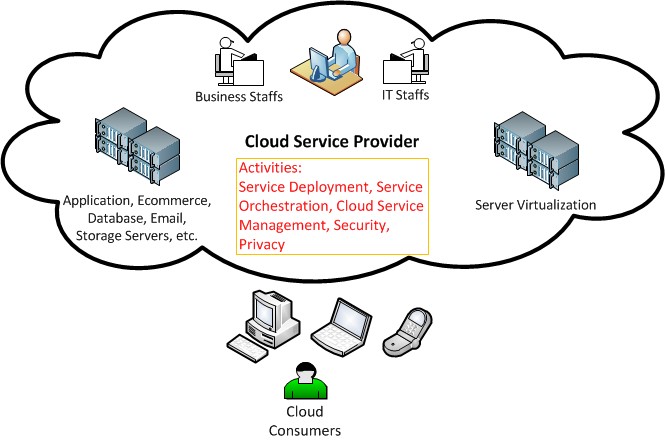 Business Staffs
IT Staffs
Cloud Service Provider
Activities:
Service Deployment, Service
Orchestration, Cloud Service
Management, Security,
Privacy
Application, Ecommerce,
Database, Email,
Storage Servers, etc.
Server Virtualization
Cloud
Consumers